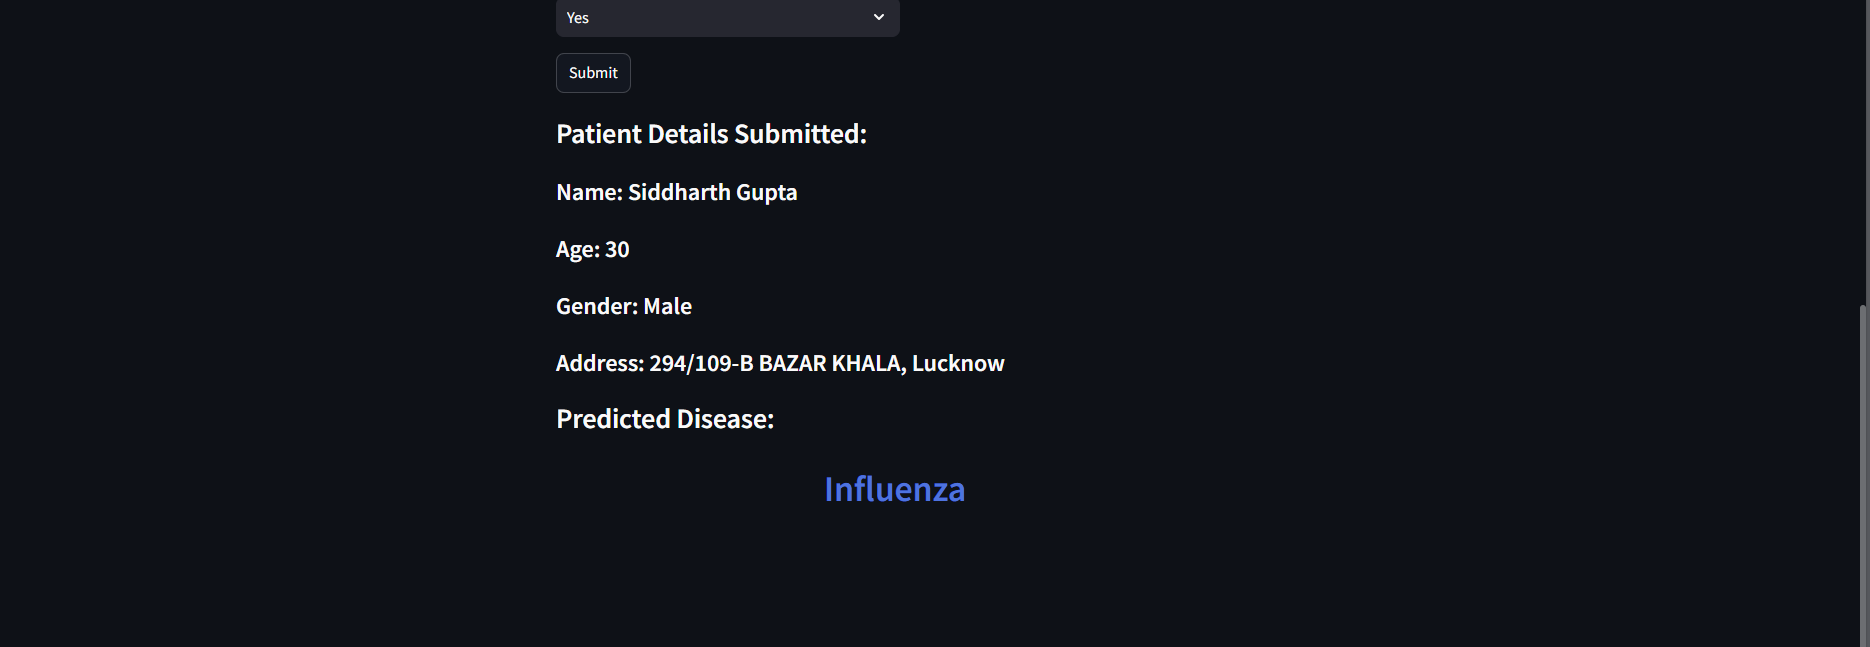 Yes
Submit
Patient Details Submitted:
Name: Siddharth Gupta
Age: 30
Gender: Male
Address: 294/109-B BAZAR KHALA, Lucknow
Predicted Disease:
Influenza